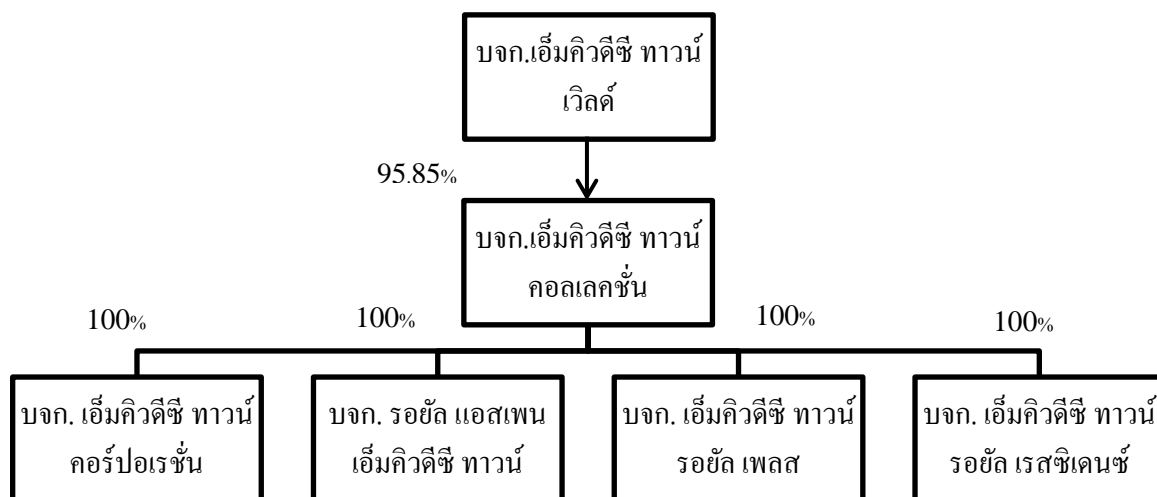 บจก.เอ็มคิวดีซี ทาวน์
เวิลด์
95.85%
บจก.เอ็มคิวดีซี ทาวน์
คอลเลคชั่น
100%
100%
100%
100%
บจก. เอ็มคิวดีซี ทาวน์
คอร์ปอเรชั่น
บจก. รอยัล แอสเพน
เอ็มคิวดีซี ทาวน์
บจก. เอ็มคิวดีซี ทาวน์
รอยัล เพลส
บจก. เอ็มคิวดีซี ทาวน์
รอยัล เรสซิเดนซ์